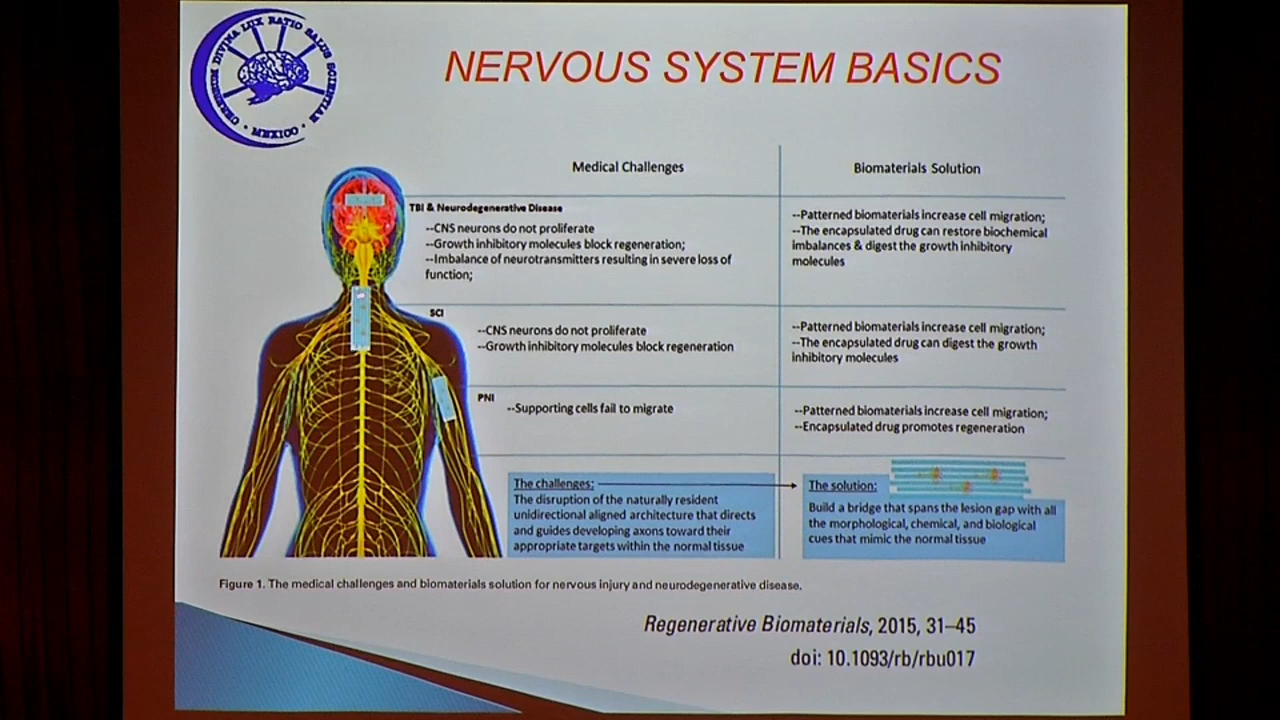 CEREBRUM DIVINA LUX RATIO SALUS SCIENTIAE
• MEXICO •
NERVOUS SYSTEM BASICS
Medical Challenges
Biomaterials Solution
TBI & Neurodegenerative Disease
--CNS neurons do not proliferate
--Growth inhibitory molecules block regeneration;
--Imbalance of neurotransmitters resulting in severe loss of
function;
--Patterned biomaterials increase cell migration;
--The encapsulated drug can restore biochemical
imbalances & digest the growth inhibitory
molecules
SCI
--CNS neurons do not proliferate
--Growth inhibitory molecules block regeneration
--Patterned biomaterials increase cell migration;
--The encapsulated drug can digest the growth
inhibitory molecules
PNI
--Supporting cells fail to migrate
--Patterned biomaterials increase cell migration;
--Encapsulated drug promotes regeneration
The challenges:
The disruption of the naturally resident
unidirectional aligned architecture that directs
and guides developing axons toward their
appropriate targets within the normal tissue
The solution:
Build a bridge that spans the lesion gap with all
the morphological, chemical, and biological
cues that mimic the normal tissue
Figure 1. The medical challenges and biomaterials solution for nervous injury and neurodegenerative disease.
Regenerative Biomaterials, 2015, 31–45
doi: 10.1093/rb/rbu017